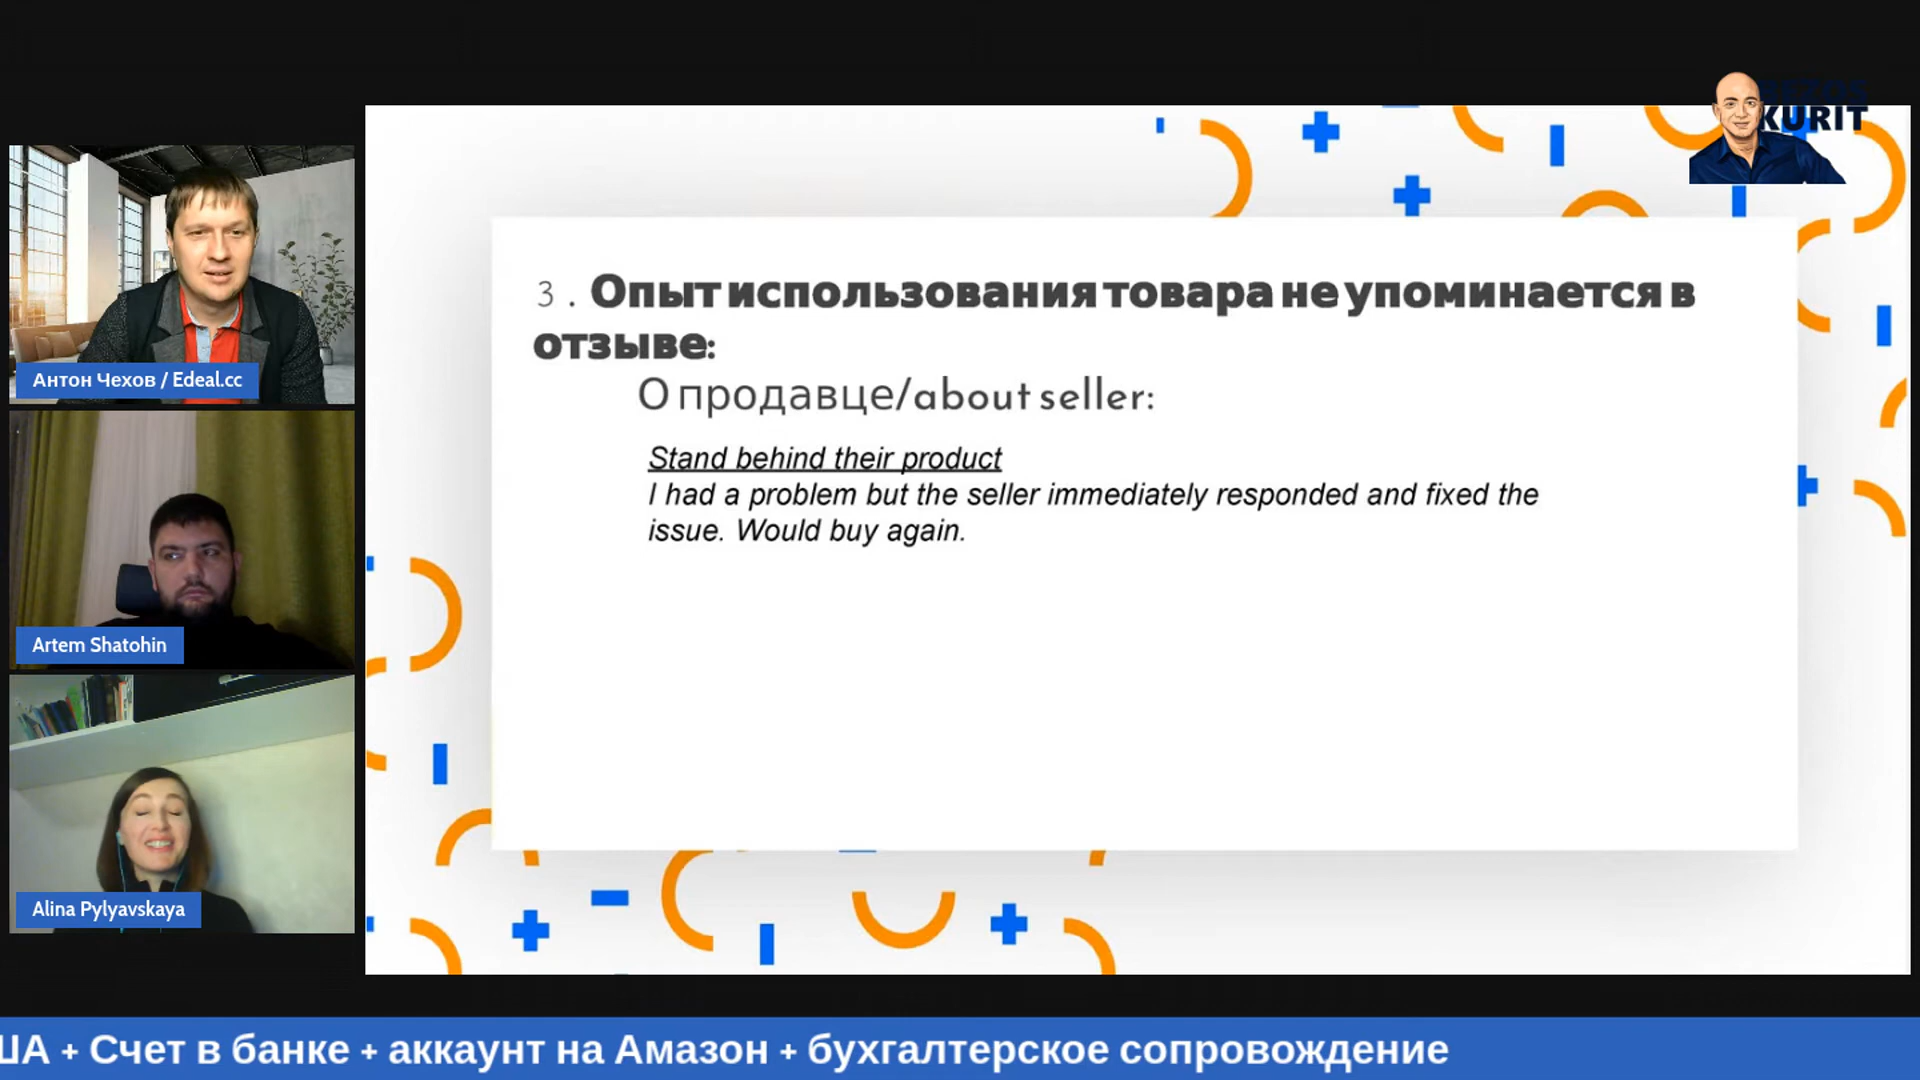 BEZOS
KURIT
3. Опыт использования товара не упоминается в
отзыве:
О продавце/about seller:
Stand behind their product
I had a problem but the seller immediately responded and fixed the
issue. Would buy again.
Антон Чехов / Edeal.cc
Artem Shatohin
Alina Pylyavskaya
ША + Счет в банке + аккаунт на Амазон + бухгалтерское сопровождение